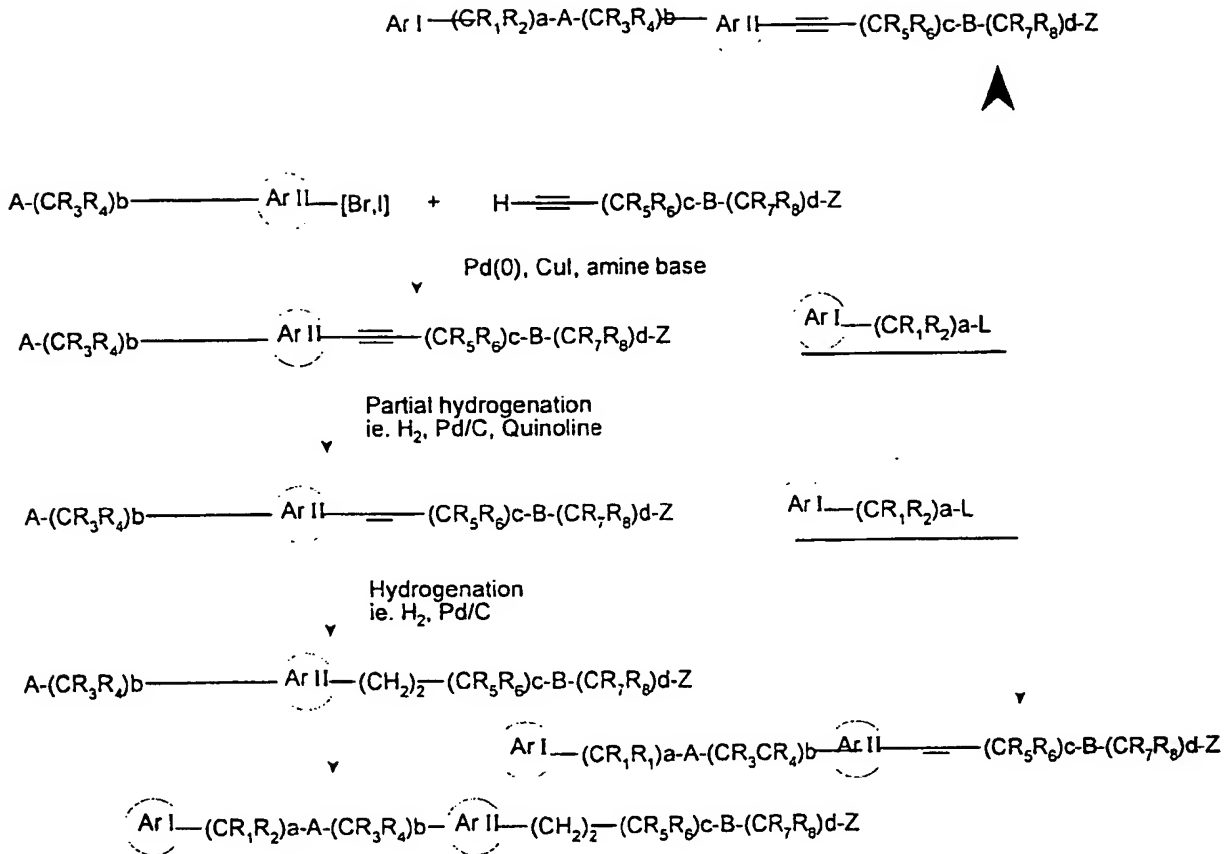 Ar I—(CR₁R₂)a-A-(CR₃R₄)b—Ar II—≡—(CR₅R₆)c-B-(CR₇R₈)d-Z
A-(CR₃R₄)b—Ar II—[Br,I] + H—≡—(CR₅R₆)c-B-(CR₇R₈)d-Z
Pd(0), CuI, amine base
A-(CR₃R₄)b—Ar II—≡—(CR₅R₆)c-B-(CR₇R₈)d-Z
Ar I—(CR₁R₂)a-L
Partial hydrogenation
ie. H₂, Pd/C, Quinoline
A-(CR₃R₄)b—Ar II—=—(CR₅R₆)c-B-(CR₇R₈)d-Z
Ar I—(CR₁R₂)a-L
Hydrogenation
ie. H₂, Pd/C
A-(CR₃R₄)b—Ar II—(CH₂)₂—(CR₅R₆)c-B-(CR₇R₈)d-Z
Ar I—(CR₁R₁)a-A-(CR₃CR₄)b—Ar II—=—(CR₅R₆)c-B-(CR₇R₈)d-Z
Ar I—(CR₁R₂)a-A-(CR₃R₄)b—Ar II—(CH₂)₂—(CR₅R₆)c-B-(CR₇R₈)d-Z